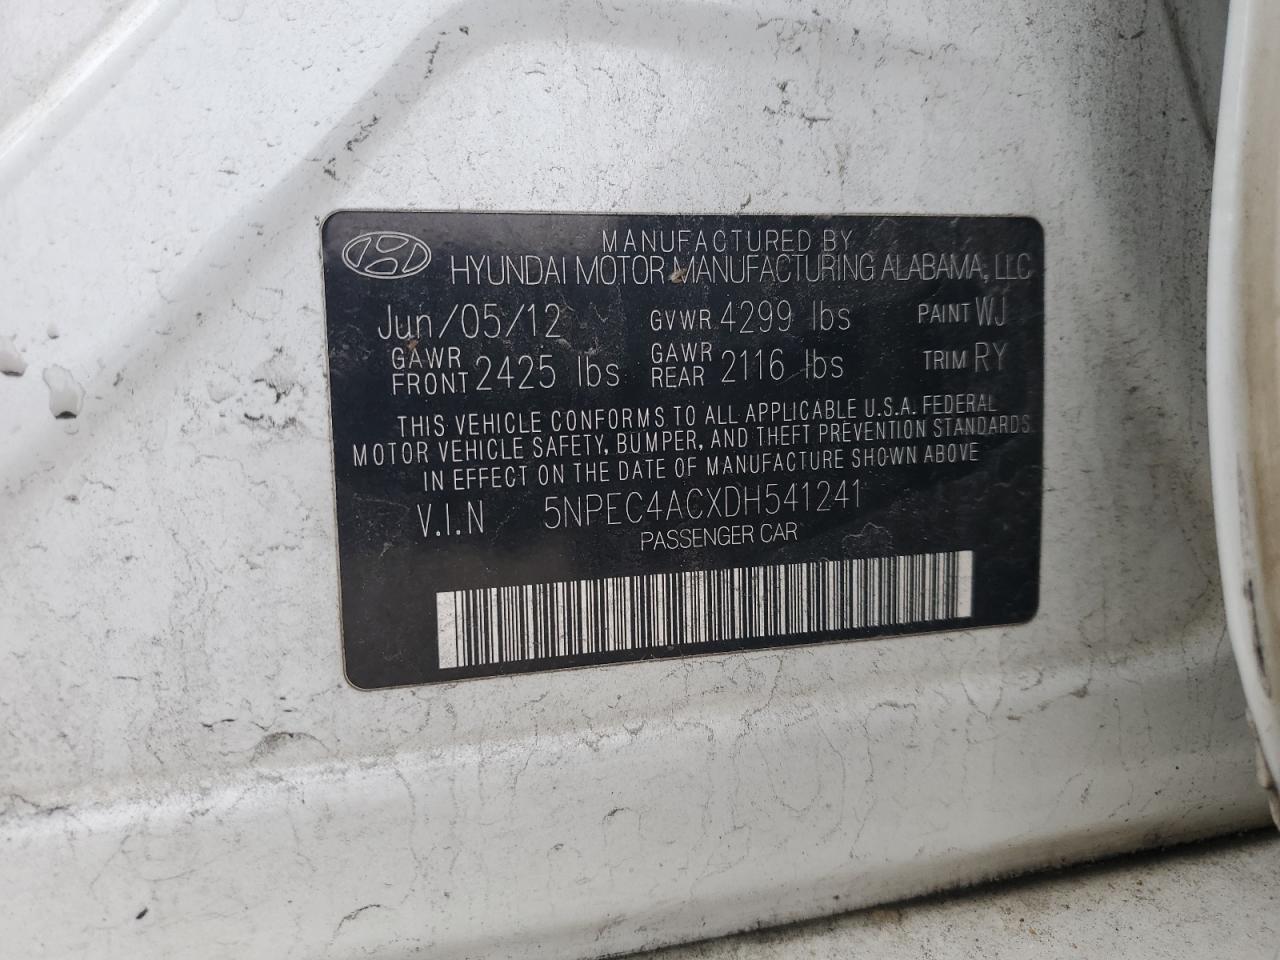 MANUFACTURED BY
HYUNDAI MOTOR MANUFACTURING ALABAMA, LLC
Jun/05/12 GVWR 4299 lbs PAINT WJ
GAWR FRONT 2425 lbs GAWR REAR 2116 lbs TRIM RY
THIS VEHICLE CONFORMS TO ALL APPLICABLE U.S.A. FEDERAL
MOTOR VEHICLE SAFETY, BUMPER, AND THEFT PREVENTION STANDARDS
IN EFFECT ON THE DATE OF MANUFACTURE SHOWN ABOVE
V.I.N 5NPEC4ACXDH541241
PASSENGER CAR